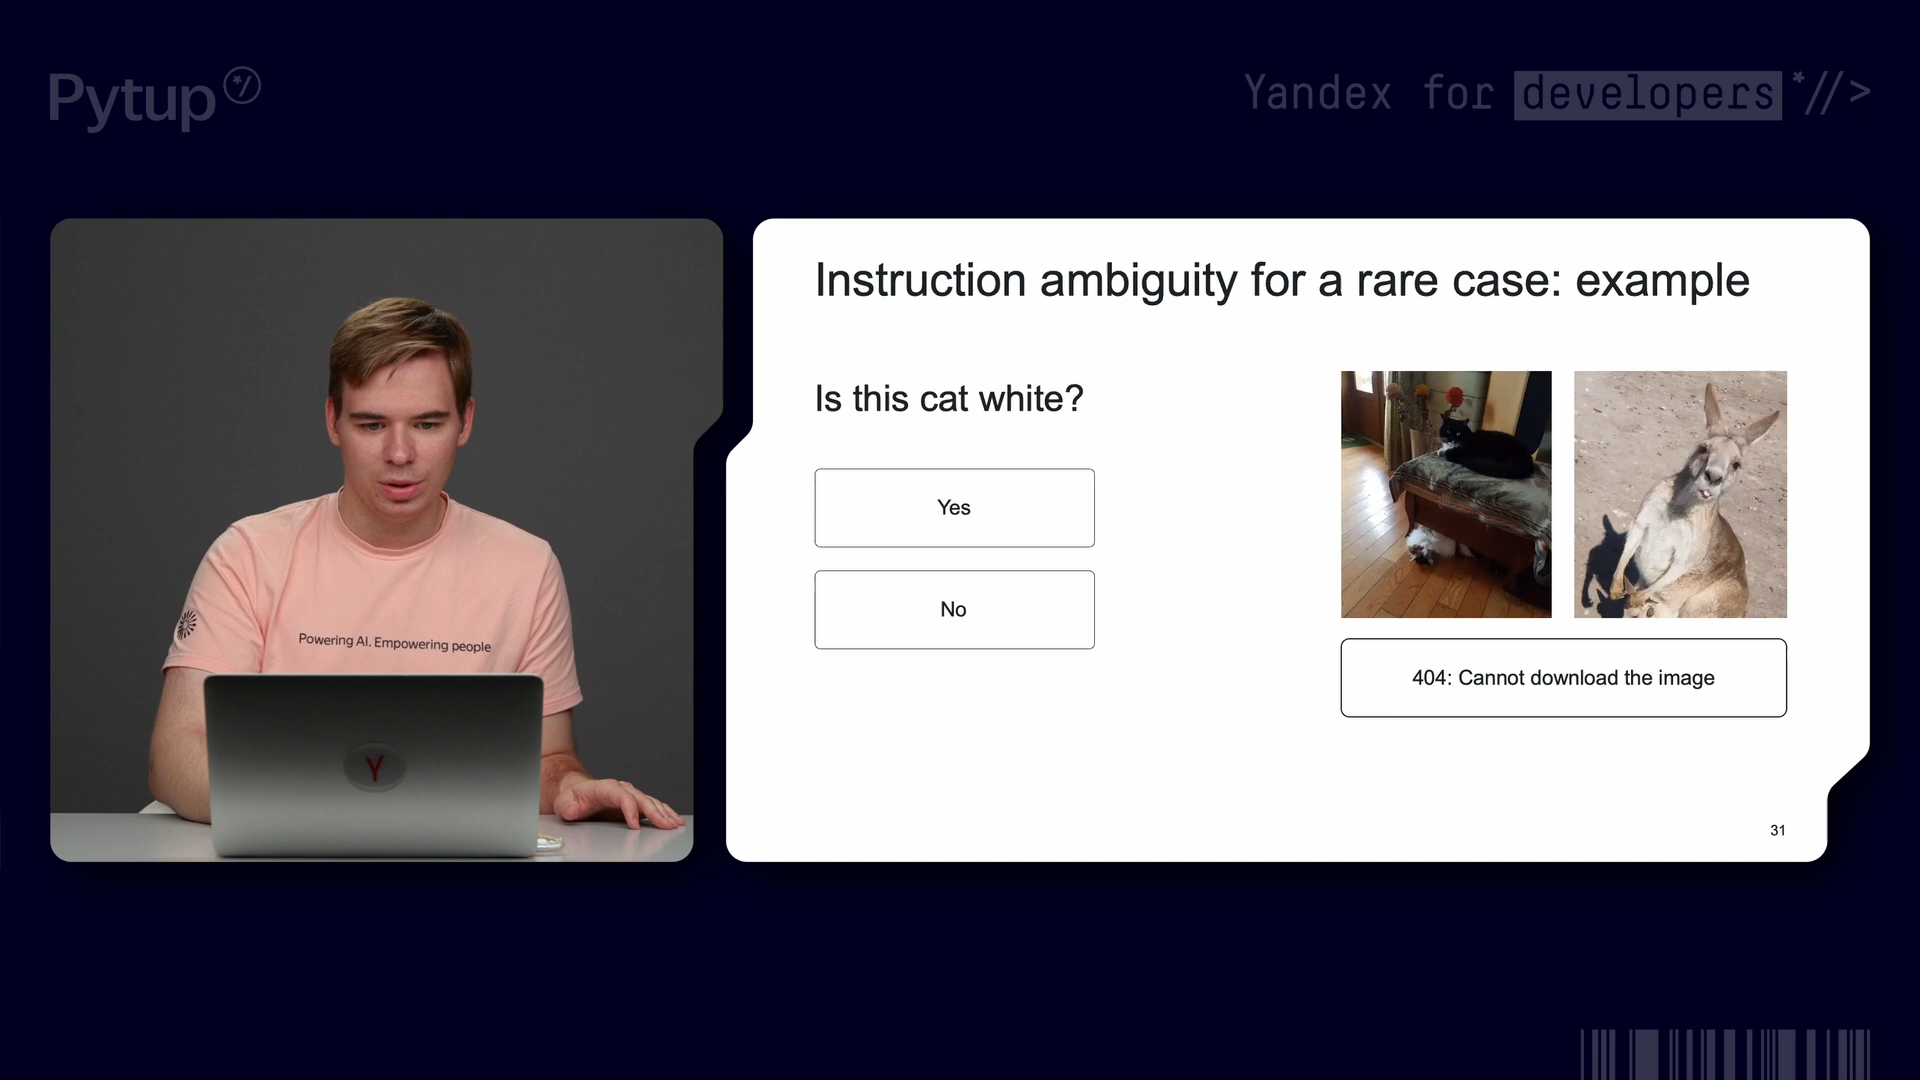 Pytup */
Yandex for developers *//>
Powering AI. Empowering people
Y
Instruction ambiguity for a rare case: example
Is this cat white?
Yes
No
404: Cannot download the image
31